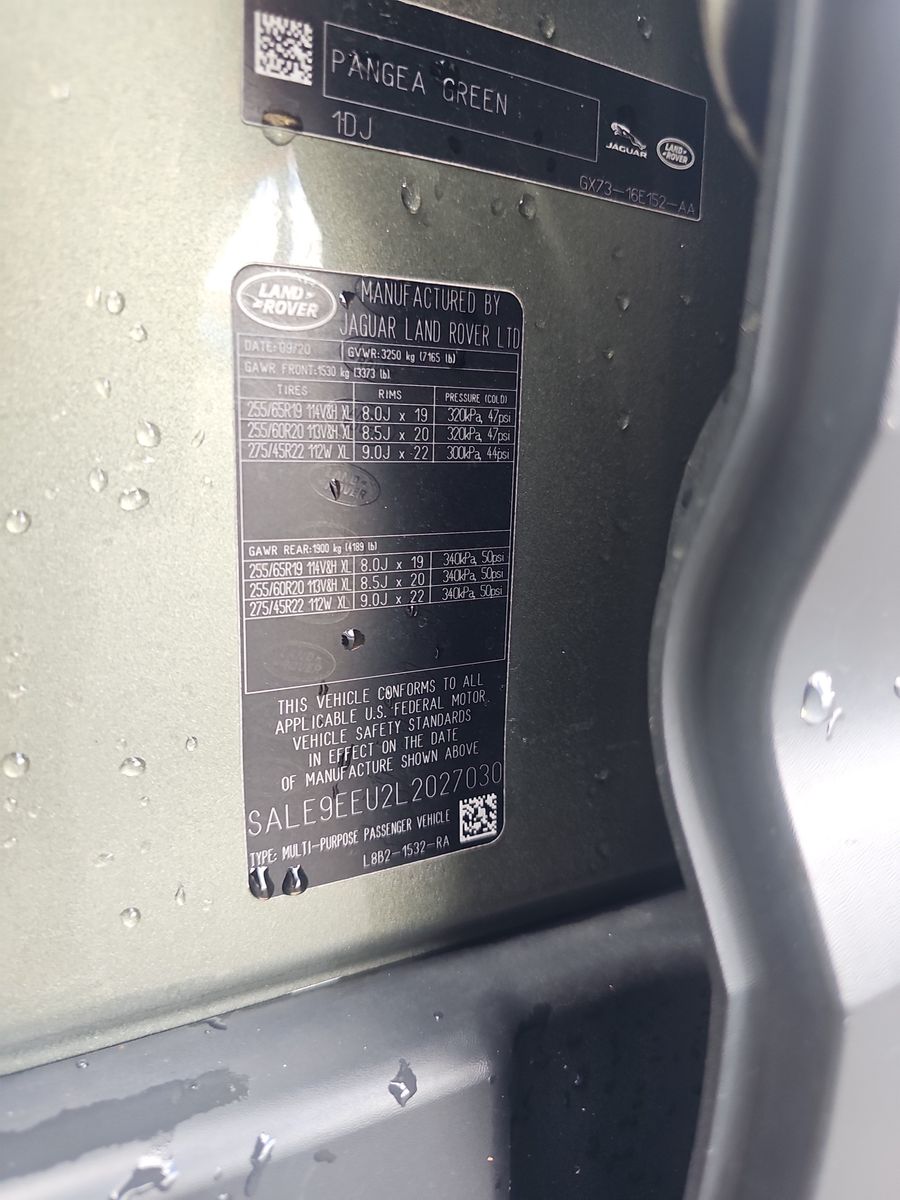 PANGEA GREEN
1DJ
JAGUAR
LAND ROVER
GX73-16E152-AA
LAND ROVER
MANUFACTURED BY
JAGUAR LAND ROVER LTD
DATE: 09/20 GVWR: 3250 kg (7165 lb)
GAWR FRONT: 1530 kg (3373 lb)
TIRES RIMS PRESSURE (COLD)
255/65R19 114V&H XL 8.0J x 19 320kPa, 47psi
255/60R20 113V&H XL 8.5J x 20 320kPa, 47psi
275/45R22 112W XL 9.0J x 22 300kPa, 44psi
GAWR REAR: 1900 kg (4189 lb)
255/65R19 114V&H XL 8.0J x 19 340kPa, 50psi
255/60R20 113V&H XL 8.5J x 20 340kPa, 50psi
275/45R22 112W XL 9.0J x 22 340kPa, 50psi
THIS VEHICLE CONFORMS TO ALL
APPLICABLE U.S. FEDERAL MOTOR
VEHICLE SAFETY STANDARDS
IN EFFECT ON THE DATE
OF MANUFACTURE SHOWN ABOVE
SALE9EEU2L2027030
TYPE: MULTI-PURPOSE PASSENGER VEHICLE
L8B2-1532-RA